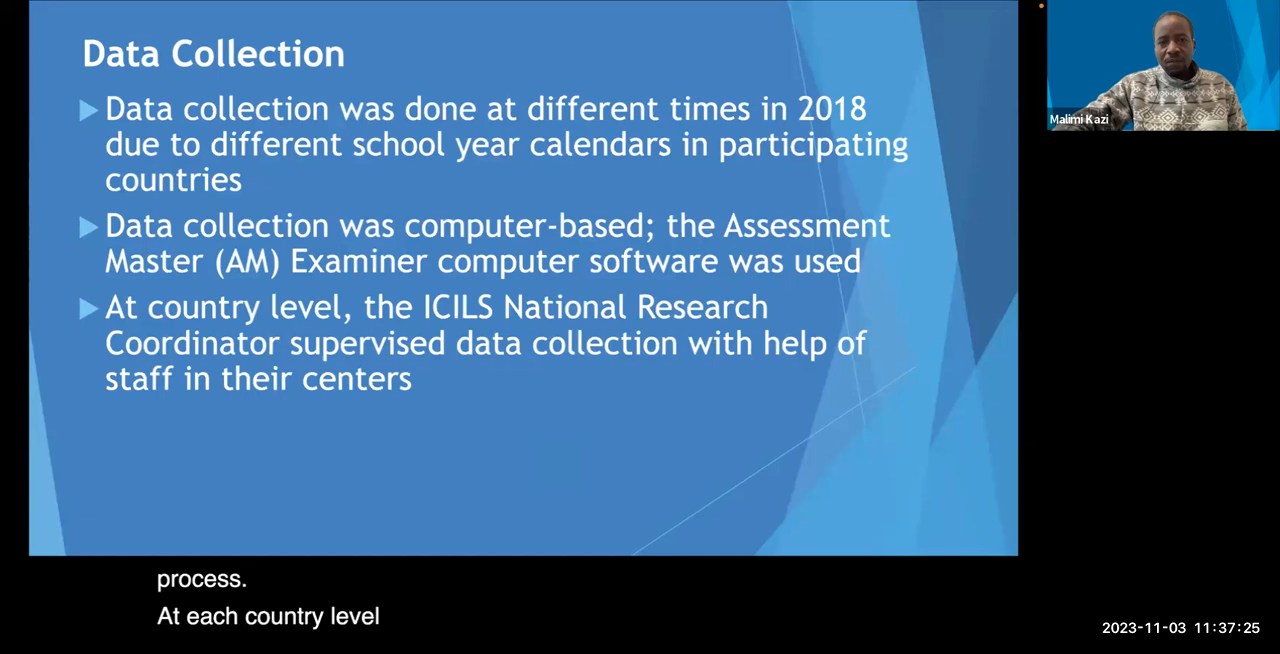 Data Collection
Data collection was done at different times in 2018
due to different school year calendars in participating
countries
Data collection was computer-based; the Assessment
Master (AM) Examiner computer software was used
At country level, the ICILS National Research
Coordinator supervised data collection with help of
staff in their centers
Malimi Kazi
process.
At each country level
2023-11-03 11:37:25